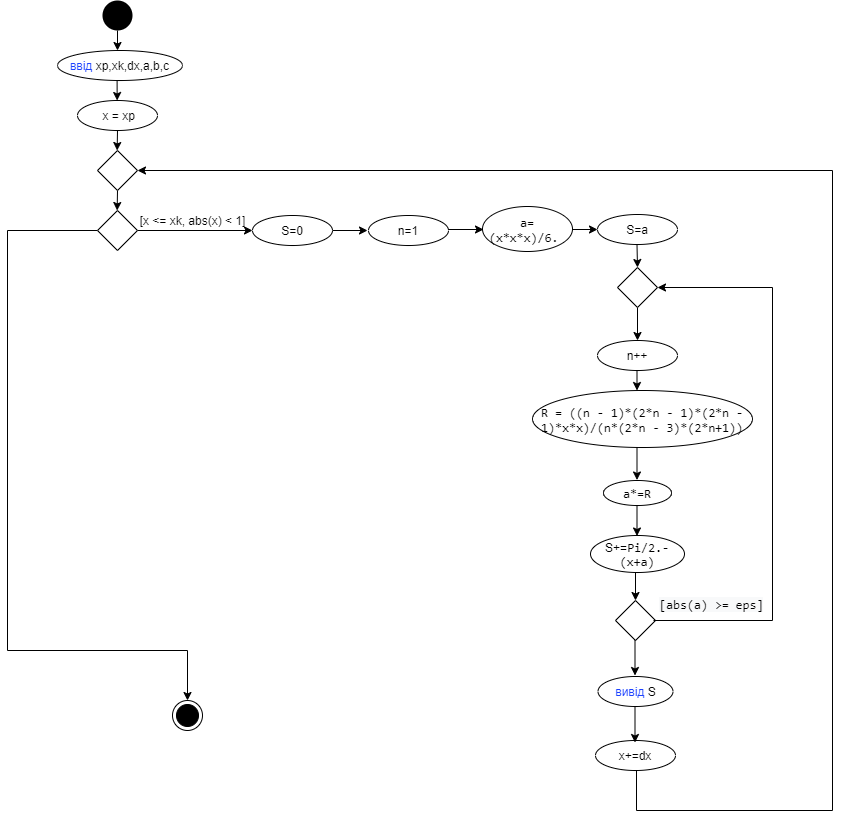 ввід xp,xk,dx,a,b,c
x = xp
[x <= xk, abs(x) < 1]
S=0
n=1
a=
(x*x*x)/6.
S=a
n++
R = ((n - 1)*(2*n - 1)*(2*n -
1)*x*x)/(n*(2*n - 3)*(2*n+1))
a*=R
S+=Pi/2.-
(x+a)
[abs(a) >= eps]
вивід S
x+=dx